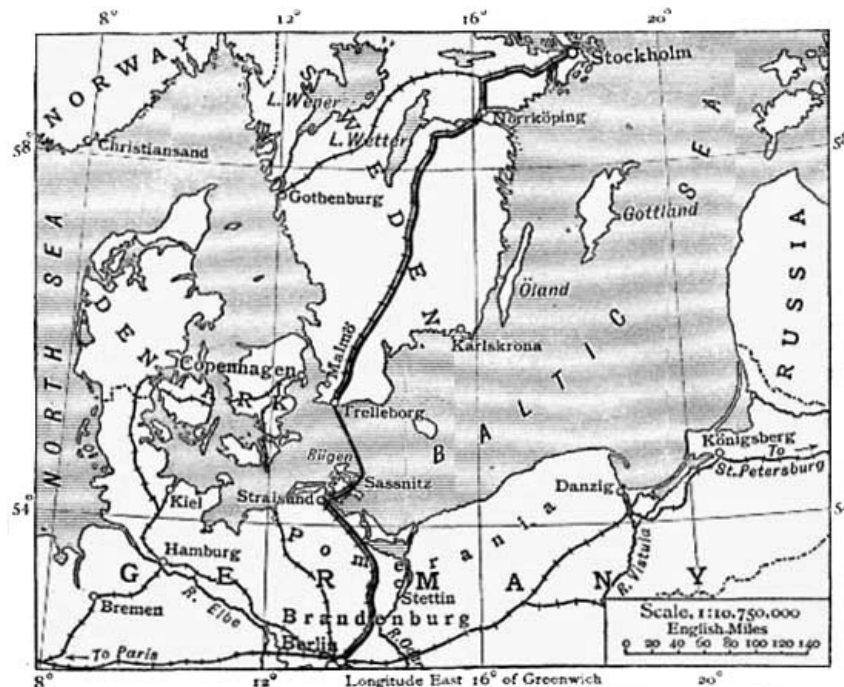 8° 12° 16° 20°
NORWAY
Stockholm
L. Wener
L. Wetter
Norrköping
SWEDEN
58° 58
Christiansand
Gothenburg
Gottland
BALTIC SEA
NORTH SEA
DENMARK
RUSSIA
Öland
Malmö
Karlskrona
Copenhagen
Trelleborg
Rügen
Königsberg
To St. Petersburg
Sassnitz
Stralsund
Danzig
Kiel
54° 54
Pomerania
Hamburg
GERMANY
R. Vistula
Stettin
Bremen
R. Elbe
Brandenburg
Scale, 1:10.750,000
English Miles
0 20 40 60 80 100 120 140
Berlin
R. Oder
To Paris
8° 12° Longitude East 16° of Greenwich 20°